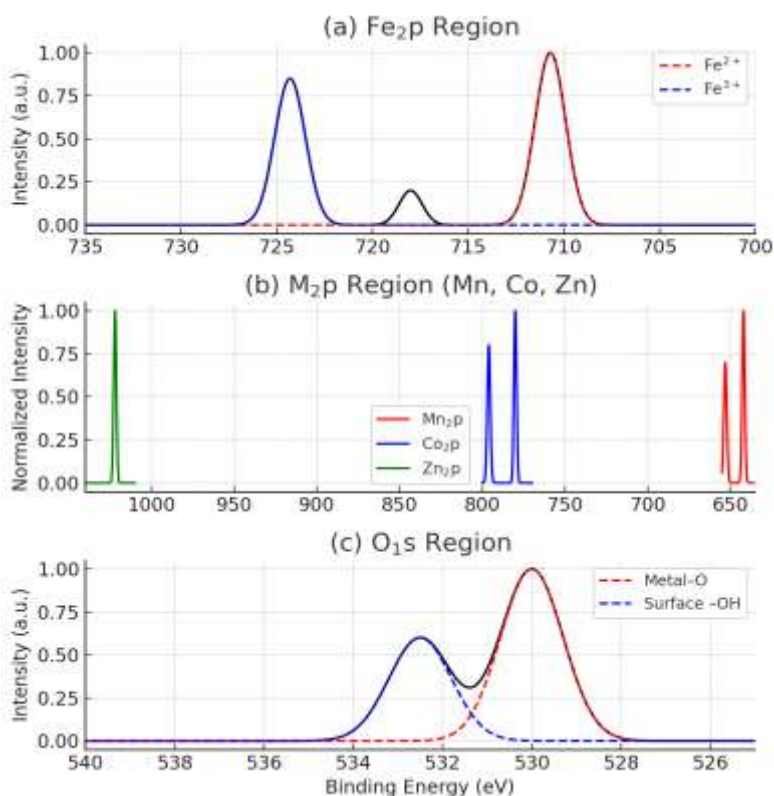 (a) Fe₂p Region
Intensity (a.u.)
1.00
0.75
0.50
0.25
0.00
Fe²⁺
Fe³⁺
735 730 725 720 715 710 705 700
(b) M₂p Region (Mn, Co, Zn)
Normalized Intensity
1.00
0.75
0.50
0.25
0.00
Mn₂p
Co₂p
Zn₂p
1000 950 900 850 800 750 700 650
(c) O₁s Region
Intensity (a.u.)
1.00
0.75
0.50
0.25
0.00
Metal–O
Surface –OH
540 538 536 534 532 530 528 526
Binding Energy (eV)